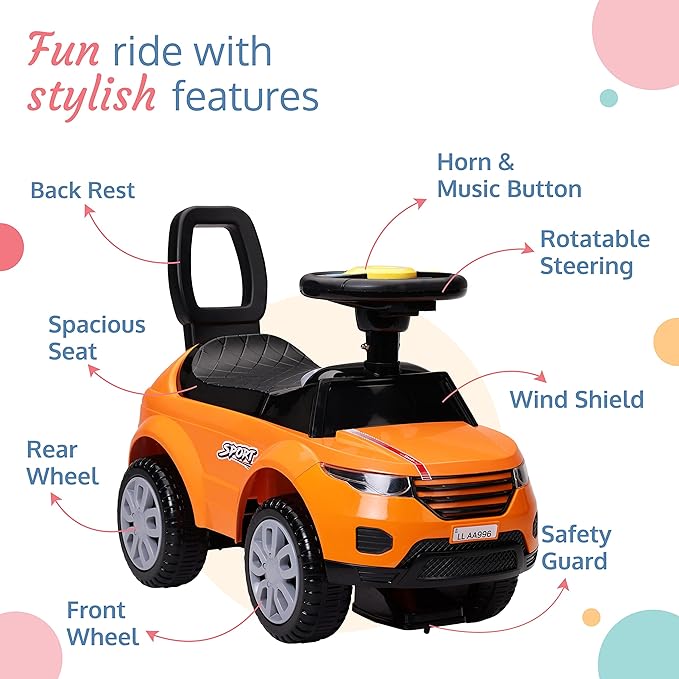 Fun ride with
stylish features
Back Rest
Horn &
Music Button
Rotatable
Steering
Spacious
Seat
Wind Shield
Rear
Wheel
SPORT
LL AA996
Safety
Guard
Front
Wheel